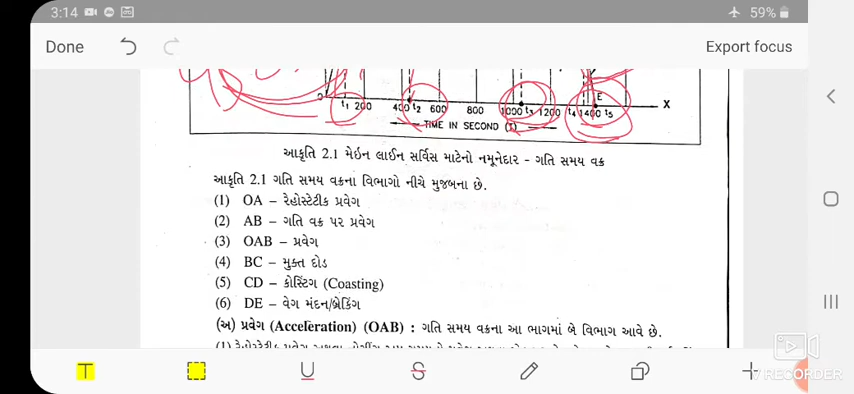 3:14 59%
Done Export focus
O t₁ 200 400 t₂ 600 800 1000 t₃ 1200 t₄ 1400 t₅ E X
TIME IN SECOND (T)
આકૃતિ 2.1 મેઇન લાઈન સર્વિસ માટેનો નમૂનેદાર - ગતિ સમય વક્ર
આકૃતિ 2.1 ગતિ સમય વક્રના વિભાગો નીચે મુજબના છે.
(1) OA – રેહોસ્ટેટીક પ્રવેગ
(2) AB – ગતિ વક્ર પર પ્રવેગ
(3) OAB – પ્રવેગ
(4) BC – મુક્ત દોડ
(5) CD – કોસ્ટિંગ (Coasting)
(6) DE – વેગ મંદન/બ્રેકિંગ
(અ) પ્રવેગ (Acceleration) (OAB) : ગતિ સમય વક્રના આ ભાગમાં બે વિભાગ આવે છે.
T U S
RECORDER